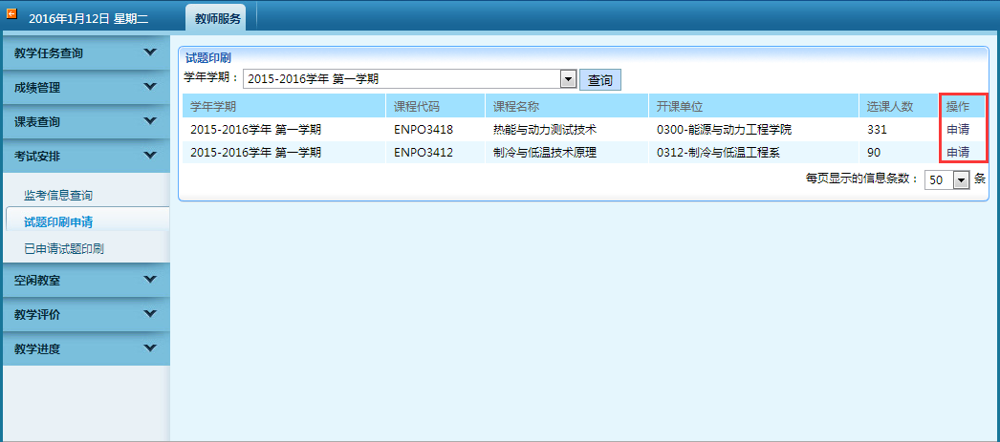 2016年1月12日 星期二
教师服务
教学任务查询
成绩管理
课表查询
考试安排
监考信息查询
试题印刷申请
已申请试题印刷
空闲教室
教学评价
教学进度
试题印刷
学年学期： 2015-2016学年 第一学期 查询
学年学期 课程代码 课程名称 开课单位 选课人数 操作
2015-2016学年 第一学期 ENPO3418 热能与动力测试技术 0300-能源与动力工程学院 331 申请
2015-2016学年 第一学期 ENPO3412 制冷与低温技术原理 0312-制冷与低温工程系 90 申请
每页显示的信息条数： 50 条